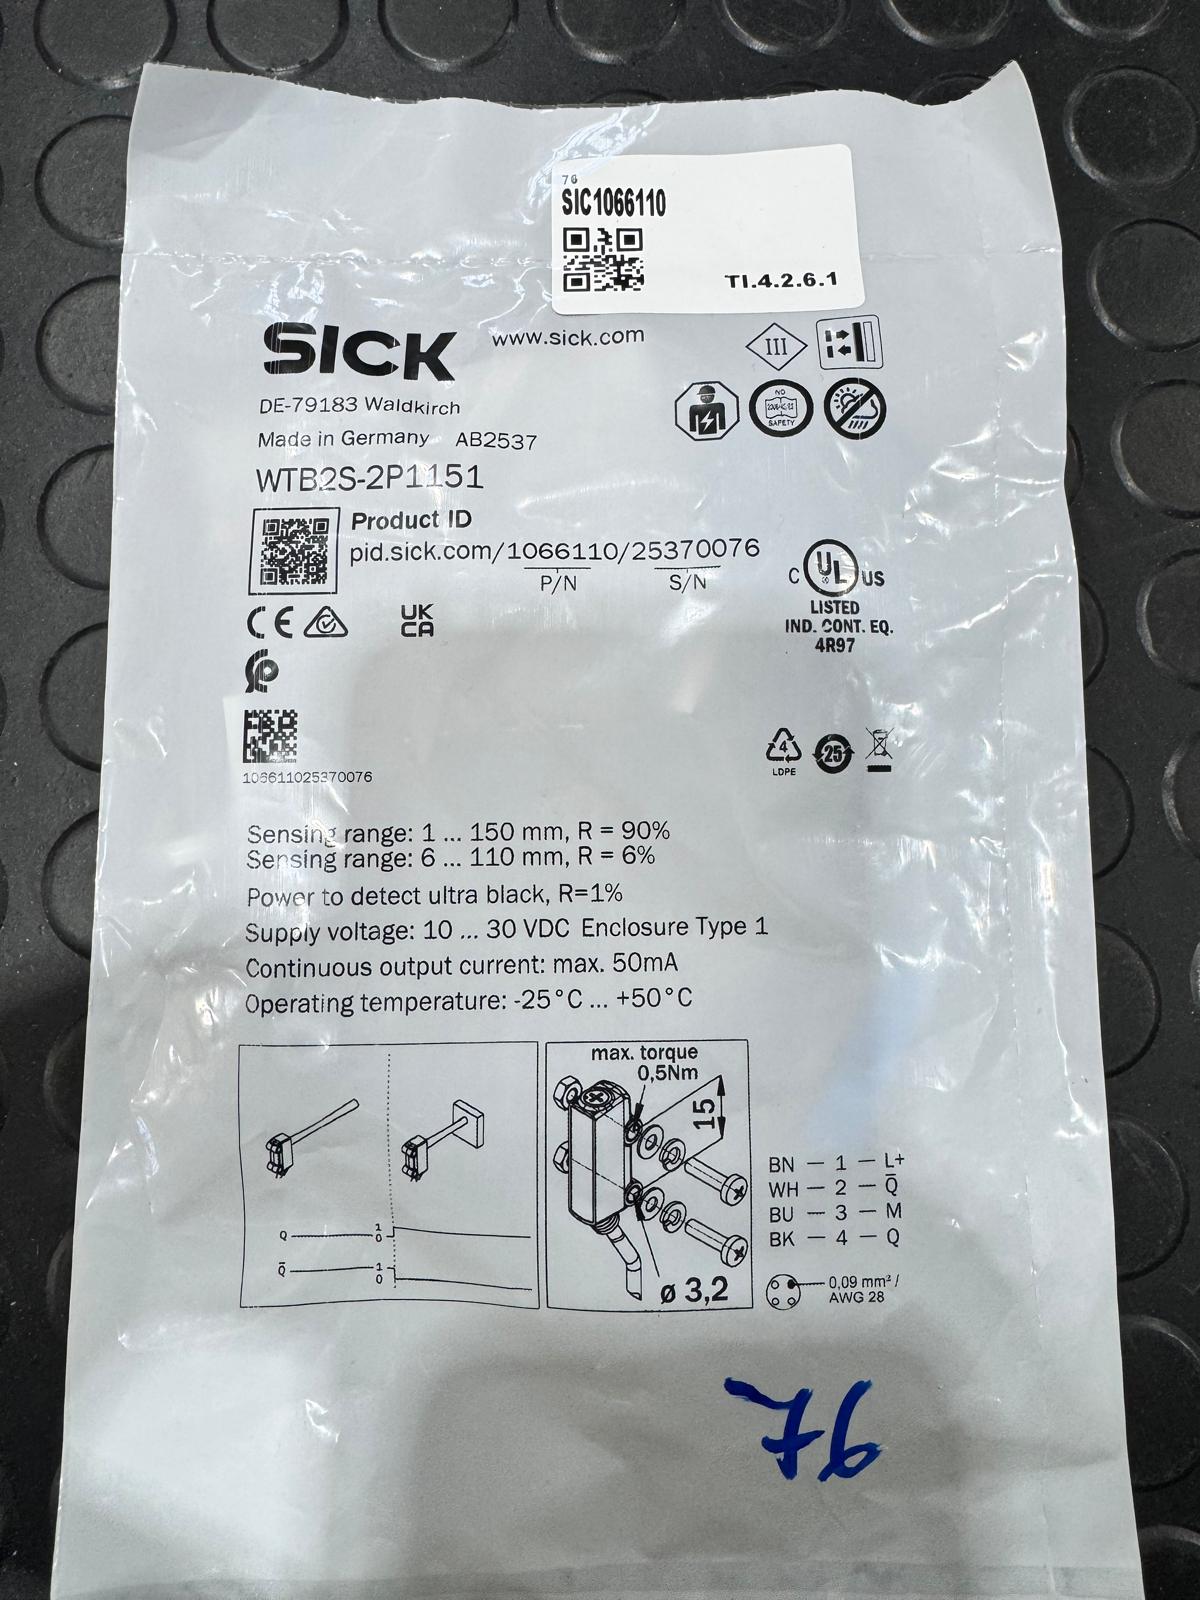 76
SIC1066110
TI.4.2.6.1
SICK
www.sick.com
III
DE-79183 Waldkirch
NO
SAFETY
Made in Germany AB2537
WTB2S-2P1151
Product ID
pid.sick.com/1066110/25370076
P/N S/N
C UL US
LISTED
IND. CONT. EQ.
4R97
CE
UK
CA
4
LDPE
25
106611025370076
Sensing range: 1 ... 150 mm, R = 90%
Sensing range: 6 ... 110 mm, R = 6%
Power to detect ultra black, R=1%
Supply voltage: 10 ... 30 VDC Enclosure Type 1
Continuous output current: max. 50mA
Operating temperature: -25°C ... +50°C
max. torque
0,5Nm
15
Q 1
0
Q̅ 1
0
ø 3,2
BN — 1 — L+
WH — 2 — Q̅
BU — 3 — M
BK — 4 — Q
0,09 mm² /
AWG 28
76